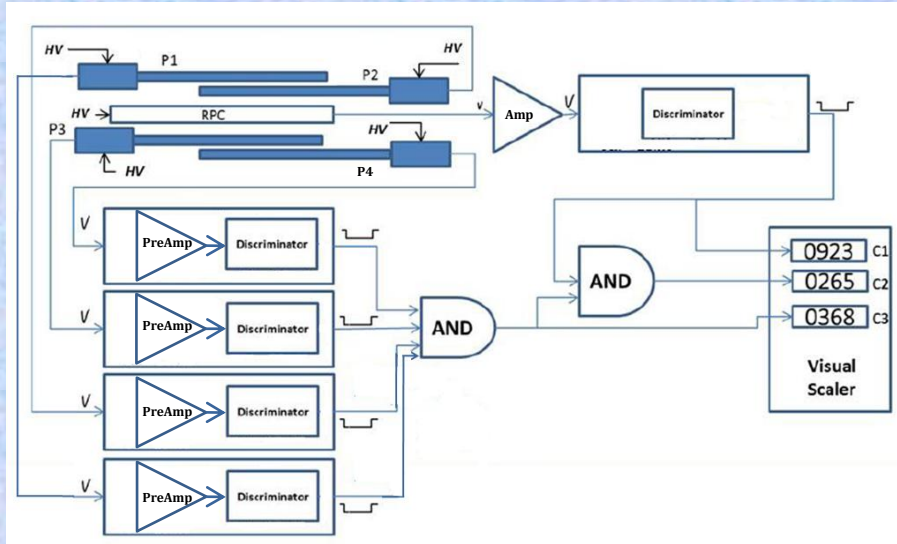 HV
P1
HV
P2
HV
RPC
v
Amp
V
Discriminator
P3
HV
HV
P4
V
PreAmp
Discriminator
0923
C1
AND
0265
C2
V
PreAmp
Discriminator
AND
0368
C3
Visual
Scaler
V
PreAmp
Discriminator
V
PreAmp
Discriminator